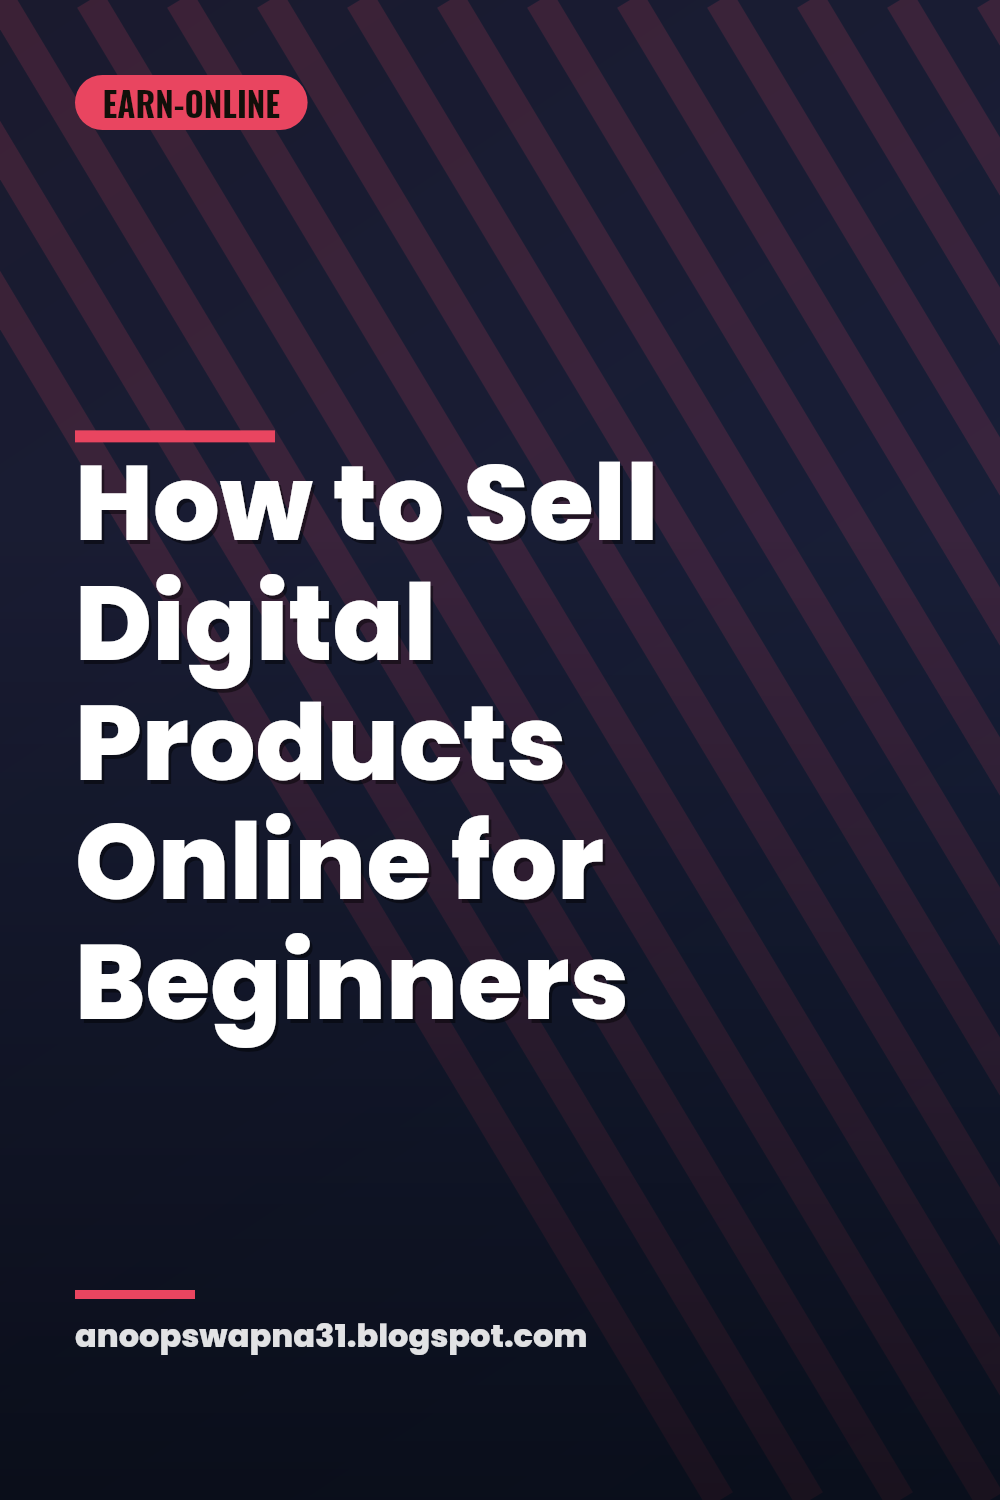 EARN-ONLINE
How to Sell
Digital
Products
Online for
Beginners
anoopswapna31.blogspot.com